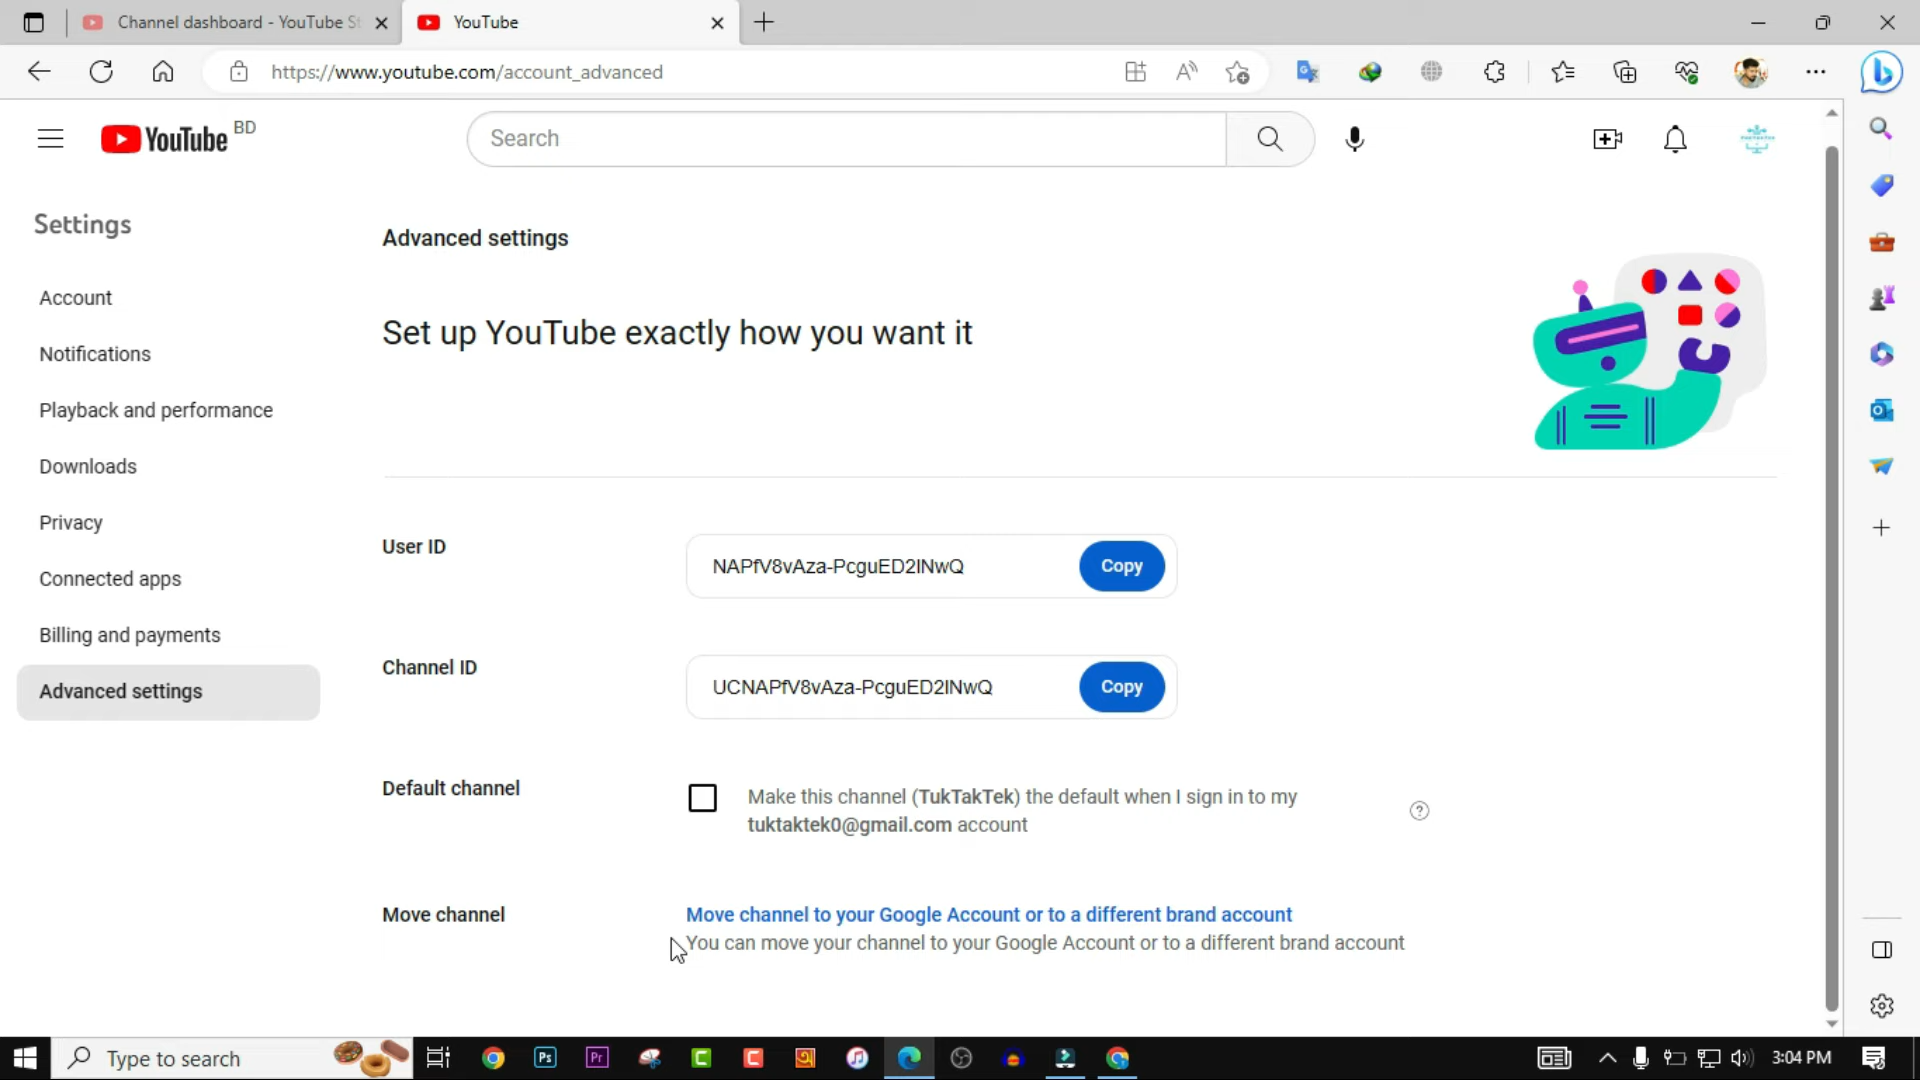 Channel dashboard - YouTube St
YouTube
https://www.youtube.com/account_advanced
YouTube BD
Search
Settings
Account
Notifications
Playback and performance
Downloads
Privacy
Connected apps
Billing and payments
Advanced settings
Advanced settings
Set up YouTube exactly how you want it
User ID
NAPfV8vAza-PcguED2INwQ
Copy
Channel ID
UCNAPfV8vAza-PcguED2INwQ
Copy
Default channel
Make this channel (TukTakTek) the default when I sign in to my
tuktaktek0@gmail.com account
Move channel
Move channel to your Google Account or to a different brand account
You can move your channel to your Google Account or to a different brand account
Type to search
Ps
Pr
3:04 PM